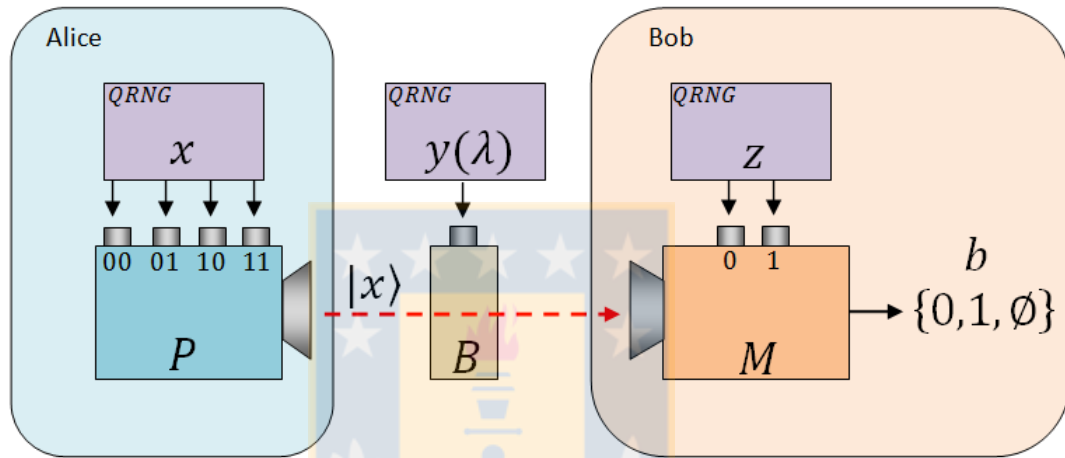 Alice
Bob
QRNG
x
QRNG
y(λ)
QRNG
z
00 01 10 11
0 1
|x⟩
P
B
M
b
{0,1,∅}